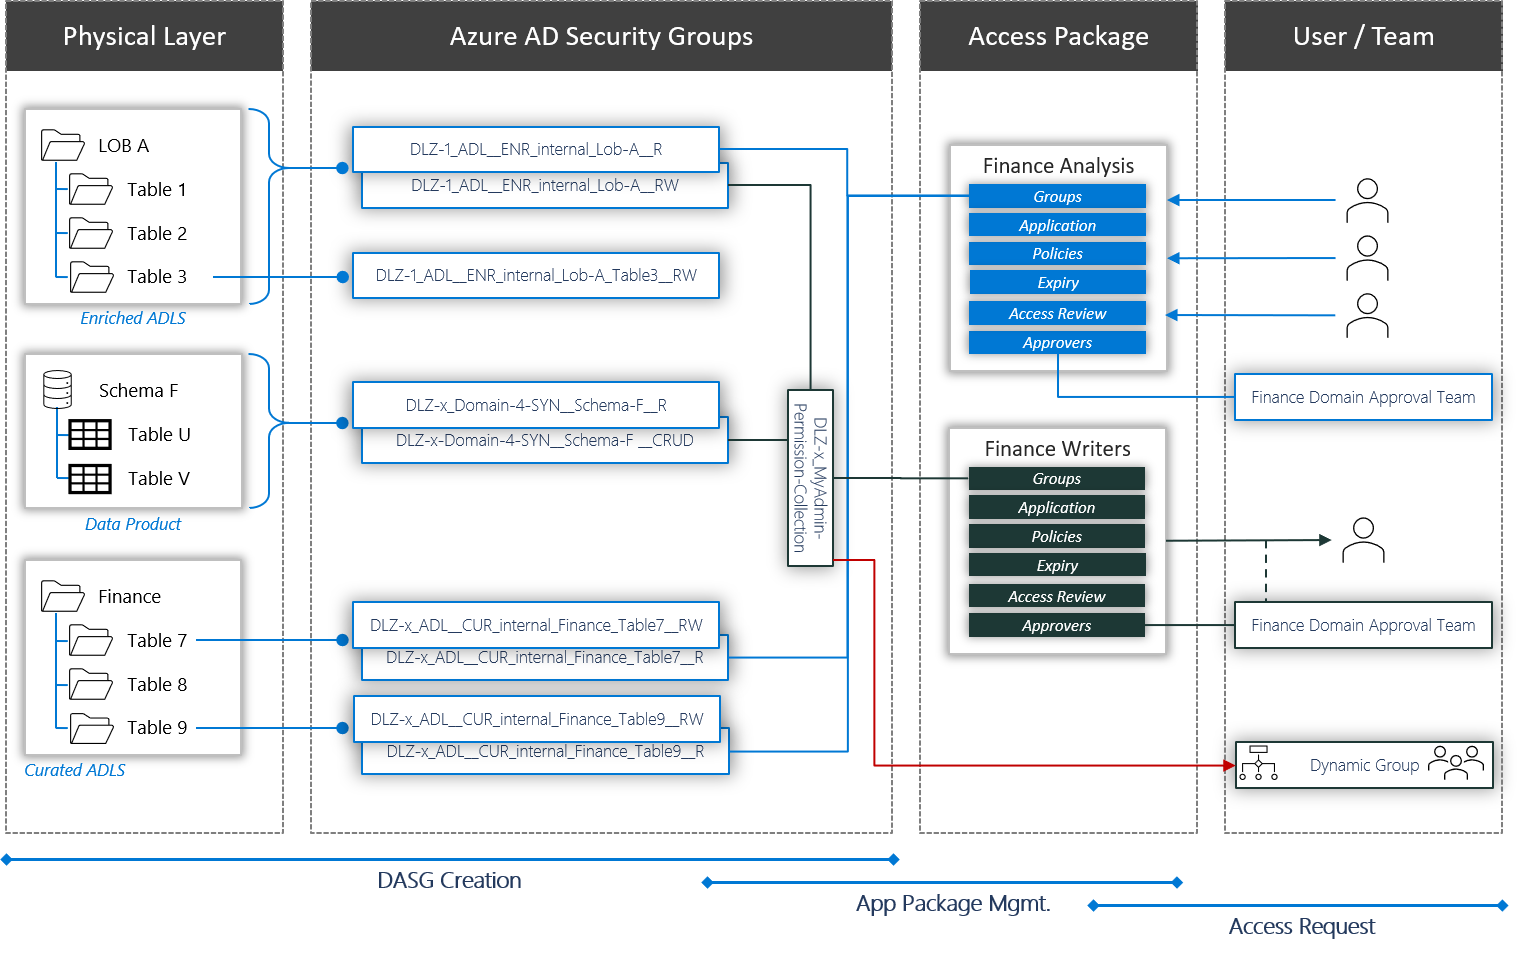 Physical Layer
Azure AD Security Groups
Access Package
User / Team
LOB A
Table 1
Table 2
Table 3
Enriched ADLS
Schema F
Table U
Table V
Data Product
Finance
Table 7
Table 8
Table 9
Curated ADLS
DLZ-1_ADL__ENR_internal_Lob-A__R
DLZ-1_ADL__ENR_internal_Lob-A__RW
DLZ-1_ADL__ENR_internal_Lob-A_Table3__RW
DLZ-x_Domain-4-SYN__Schema-F__R
DLZ-x-Domain-4-SYN__Schema-F __CRUD
DLZ-x_MyAdmin-
Permission-Collection
DLZ-x_ADL__CUR_internal_Finance_Table7__RW
DLZ-x_ADL__CUR_internal_Finance_Table7__R
DLZ-x_ADL__CUR_internal_Finance_Table9__RW
DLZ-x_ADL__CUR_internal_Finance_Table9__R
Finance Analysis
Groups
Application
Policies
Expiry
Access Review
Approvers
Finance Writers
Groups
Application
Policies
Expiry
Access Review
Approvers
Finance Domain Approval Team
Finance Domain Approval Team
Dynamic Group
DASG Creation
App Package Mgmt.
Access Request